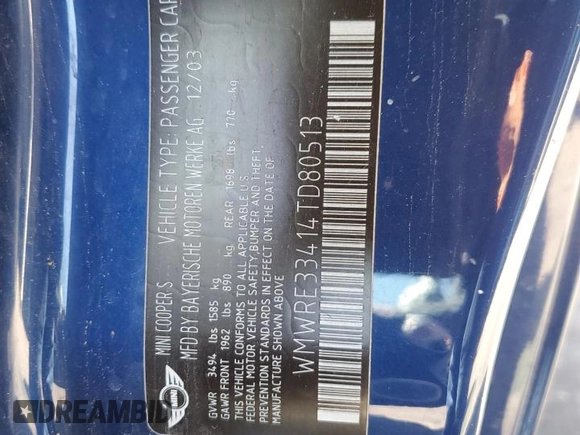 MINI COOPER S VEHICLE TYPE: PASSENGER CAR
MFD BY: BAYERISCHE MOTOREN WERKE AG 12/03
MINI
GVWR 3494 lbs 1585 kg
GAWR FRONT 1962 lbs 890 kg REAR 1698 lbs 770 kg
THIS VEHICLE CONFORMS TO ALL APPLICABLE U.S.
FEDERAL MOTOR VEHICLE SAFETY, BUMPER AND THEFT
PREVENTION STANDARDS IN EFFECT ON THE DATE OF
MANUFACTURE SHOWN ABOVE
WMWRE33414TD80513
DREAMBID